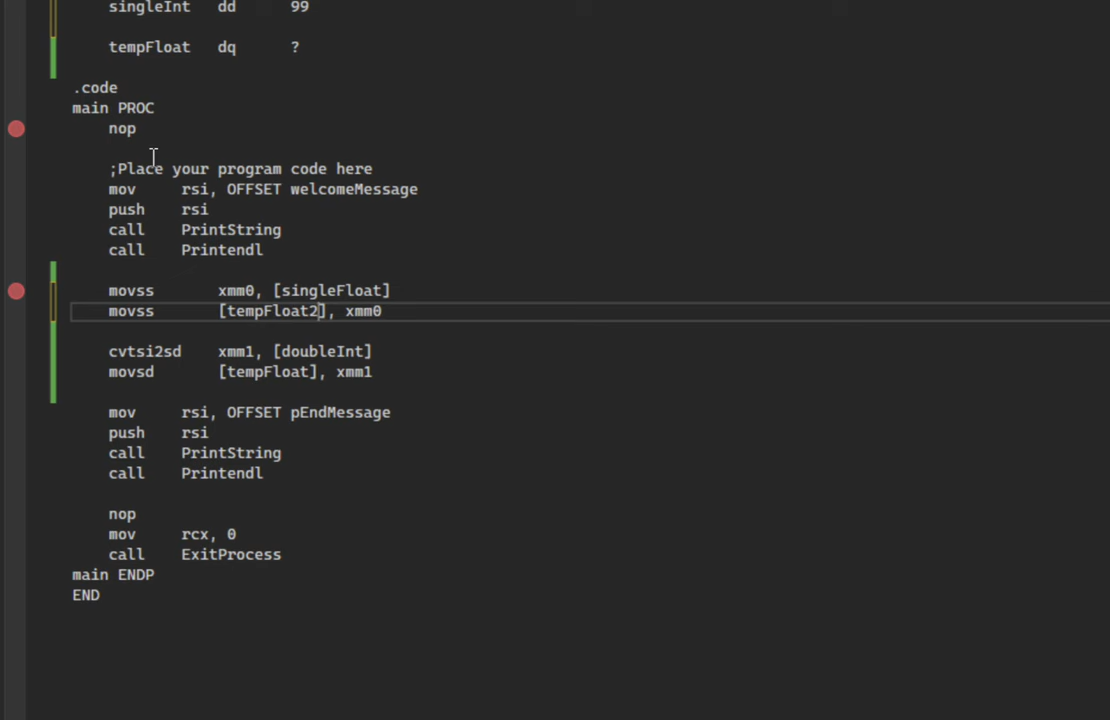 singleInt dd 99
tempFloat dq ?
.code
main PROC
nop
;Place your program code here
mov rsi, OFFSET welcomeMessage
push rsi
call PrintString
call Printendl
movss xmm0, [singleFloat]
movss [tempFloat2], xmm0
cvtsi2sd xmm1, [doubleInt]
movsd [tempFloat], xmm1
mov rsi, OFFSET pEndMessage
push rsi
call PrintString
call Printendl
nop
mov rcx, 0
call ExitProcess
main ENDP
END